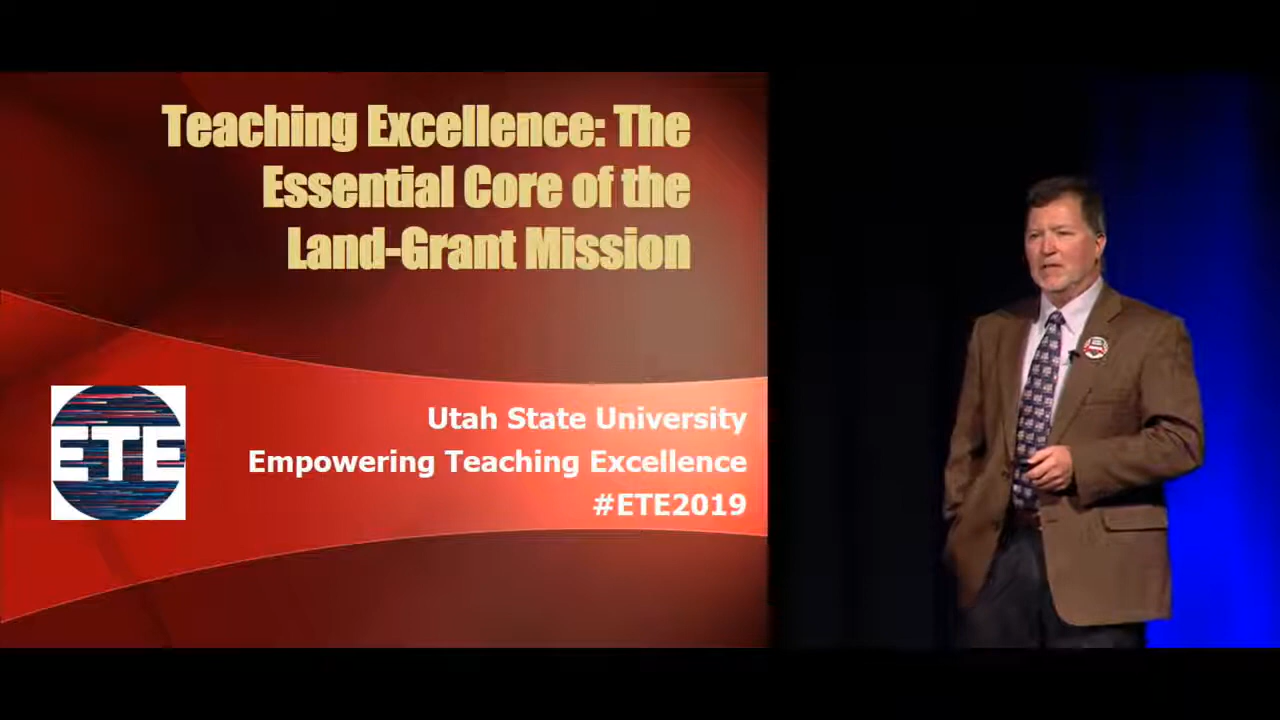 Teaching Excellence: The
Essential Core of the
Land-Grant Mission
ETE
Utah State University
Empowering Teaching Excellence
#ETE2019